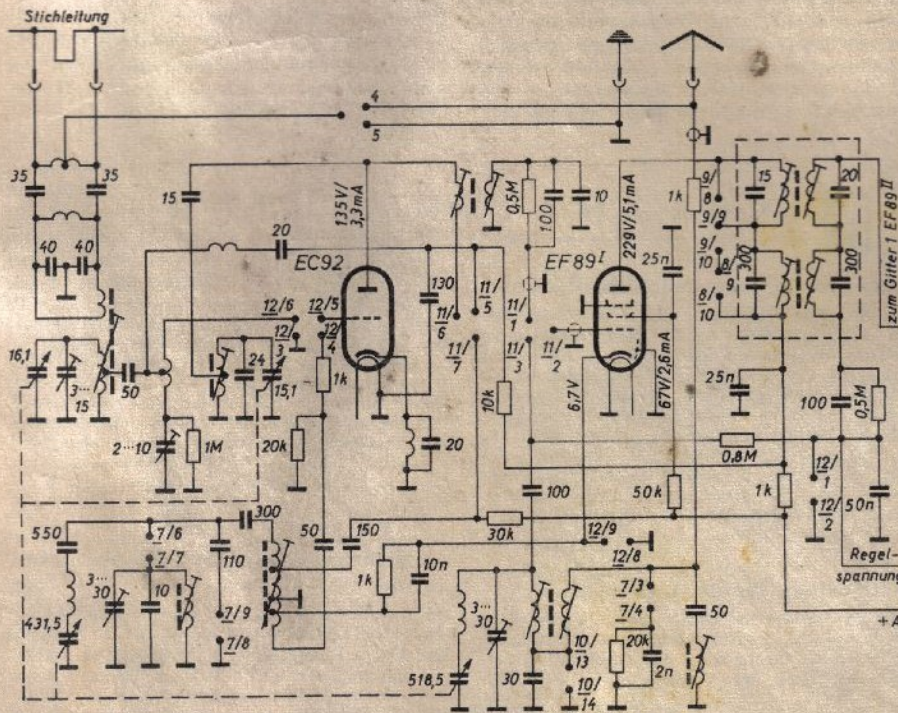 Stichleitung
4
5
35
35
15
135V/
3,3mA
0,5M
100
10
229V/5,1mA
1k
9/
8
9/9
9/
10
8/
9
8/
10
15
20
300
300
zum Gitter 1 EF89 II
40
40
20
EC92
130
11/
5
EF89 I
25n
12/6
12/5
12/
3
12/
4
11/
6
11/
7
11/
1
11/
3
11/
2
16,1
3...
15
50
24
15,1
1k
10k
6,7V
67V/2,6mA
25n
100
0,5M
2...10
1M
20k
20
0,8M
12/
1
12/
2
50n
100
50k
1k
30k
Regel-
spannung
550
7/6
7/7
300
50
150
12/9
12/8
3...
30
10
110
1k
10n
7/3
7/4
50
+A
431,5
7/9
7/8
3...
30
518,5
30
10/
13
10/
14
20k
2n